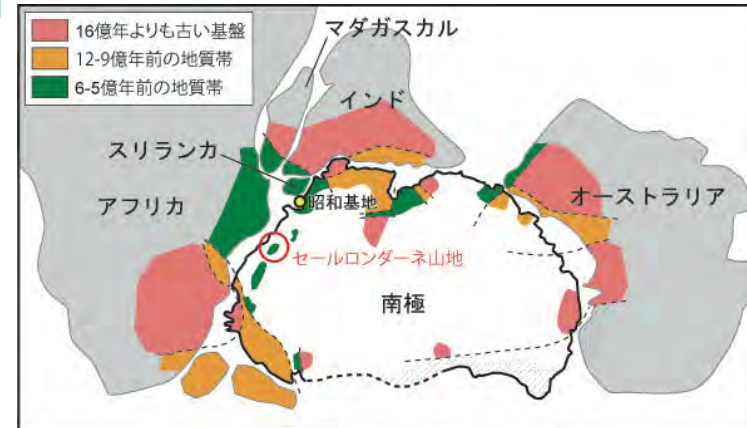 16億年よりも古い基盤
12-9億年前の地質帯
6-5億年前の地質帯
マダガスカル
インド
スリランカ
昭和基地
アフリカ
オーストラリア
セールロンダーネ山地
南極